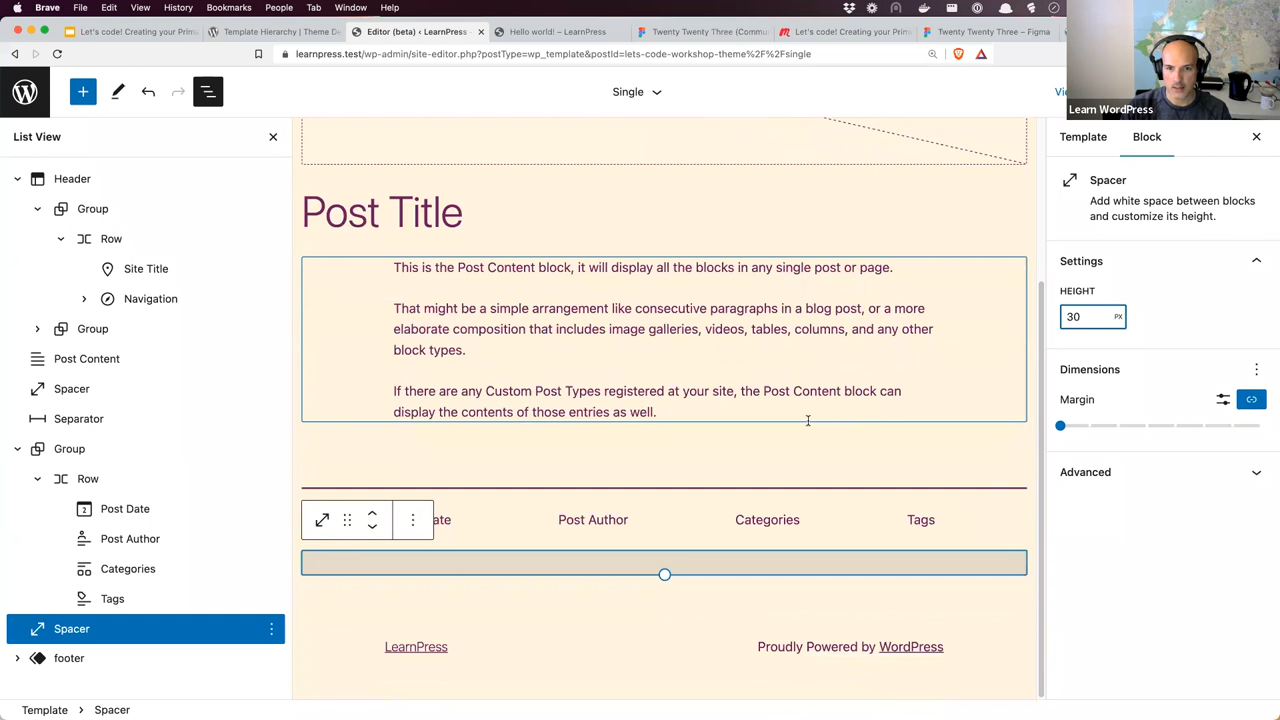 Brave File Edit View History Bookmarks People Tab Window Help
Let's code! Creating your Prim
Template Hierarchy | Theme De
Editor (beta) ‹ LearnPress
Hello world! – LearnPress
Twenty Twenty Three (Commu
Let's code! Creating your Prim
Twenty Twenty Three – Figma
learnpress.test/wp-admin/site-editor.php?postType=wp_template&postId=lets-code-workshop-theme%2F%2Fsingle
Learn WordPress
Single
List View
Header
Group
Row
Site Title
Navigation
Group
Post Content
Spacer
Separator
Group
Row
Post Date
Post Author
Categories
Tags
Spacer
footer
Post Title
This is the Post Content block, it will display all the blocks in any single post or page.
That might be a simple arrangement like consecutive paragraphs in a blog post, or a more
elaborate composition that includes image galleries, videos, tables, columns, and any other
block types.
If there are any Custom Post Types registered at your site, the Post Content block can
display the contents of those entries as well.
ate Post Author Categories Tags
LearnPress
Proudly Powered by WordPress
Template Block
Spacer
Add white space between blocks
and customize its height.
Settings
HEIGHT
30 PX
Dimensions
Margin
Advanced
Template Spacer